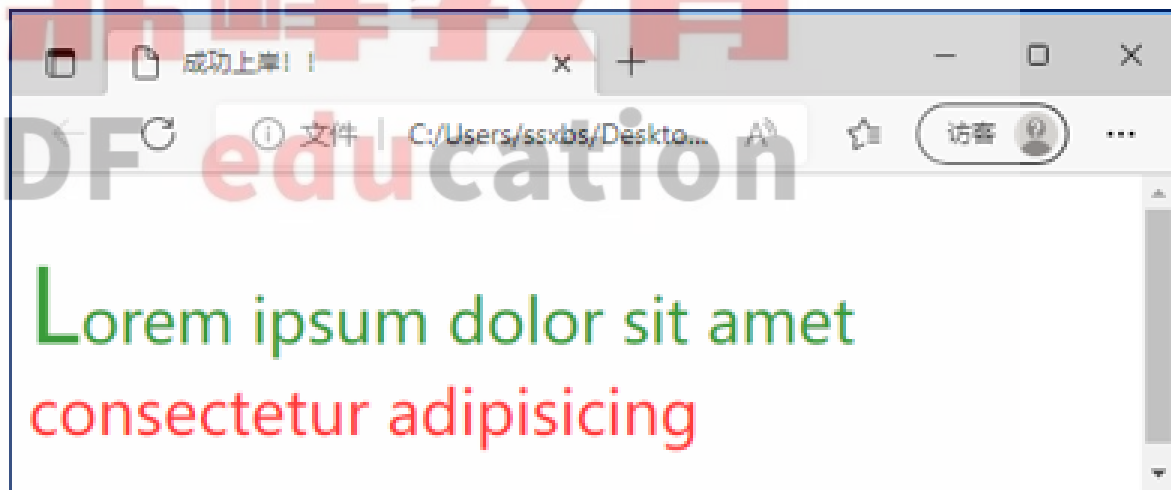 成功上岸！！
文件 C:/Users/ssxbs/Deskto... A 访客
DF education
Lorem ipsum dolor sit amet
consectetur adipisicing